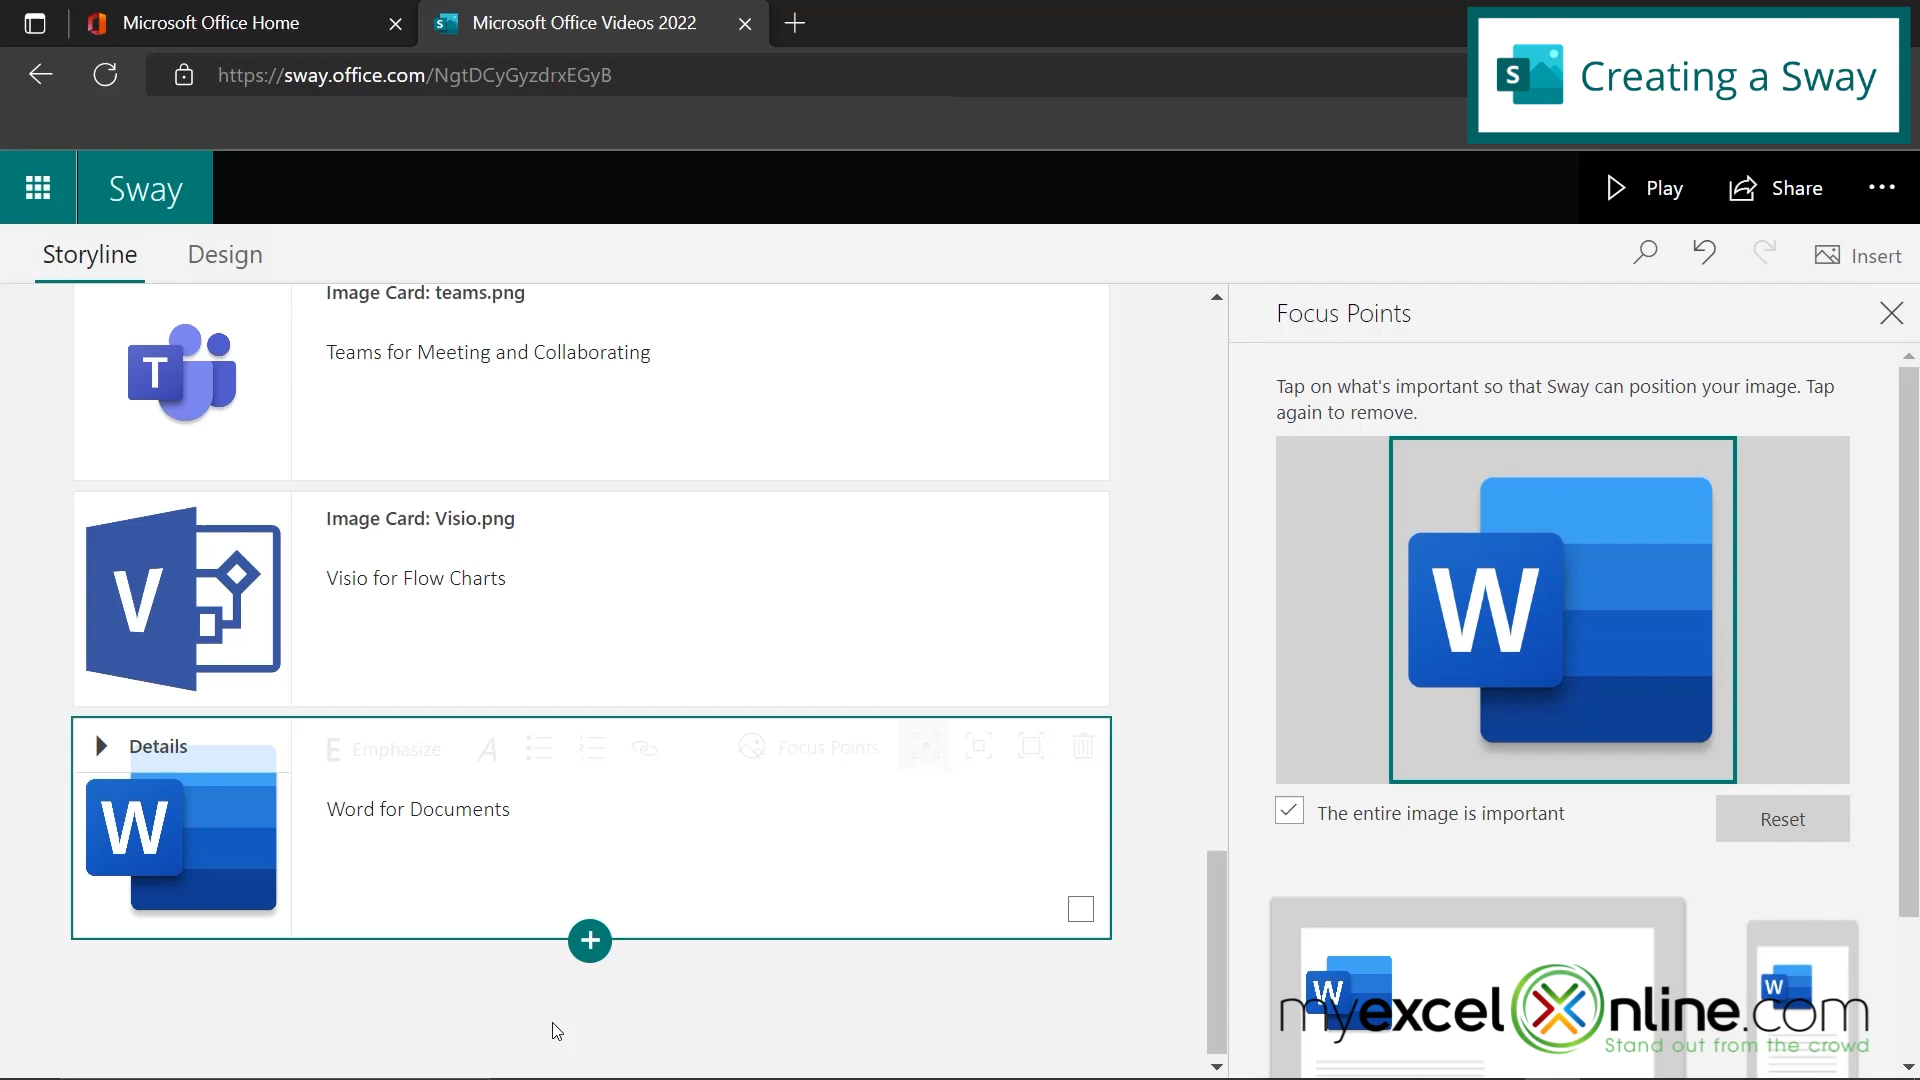 Microsoft Office Home
Microsoft Office Videos 2022
https://sway.office.com/NgtDCyGyzdrxEGyB
S Creating a Sway
Sway
Play
Share
Storyline
Design
Insert
Image Card: teams.png
T
Teams for Meeting and Collaborating
Image Card: Visio.png
V
Visio for Flow Charts
Details
E Emphasize
A
Focus Points
W
Word for Documents
Focus Points
Tap on what's important so that Sway can position your image. Tap
again to remove.
W
The entire image is important
Reset
W
W
myexcelonline.com
Stand out from the crowd